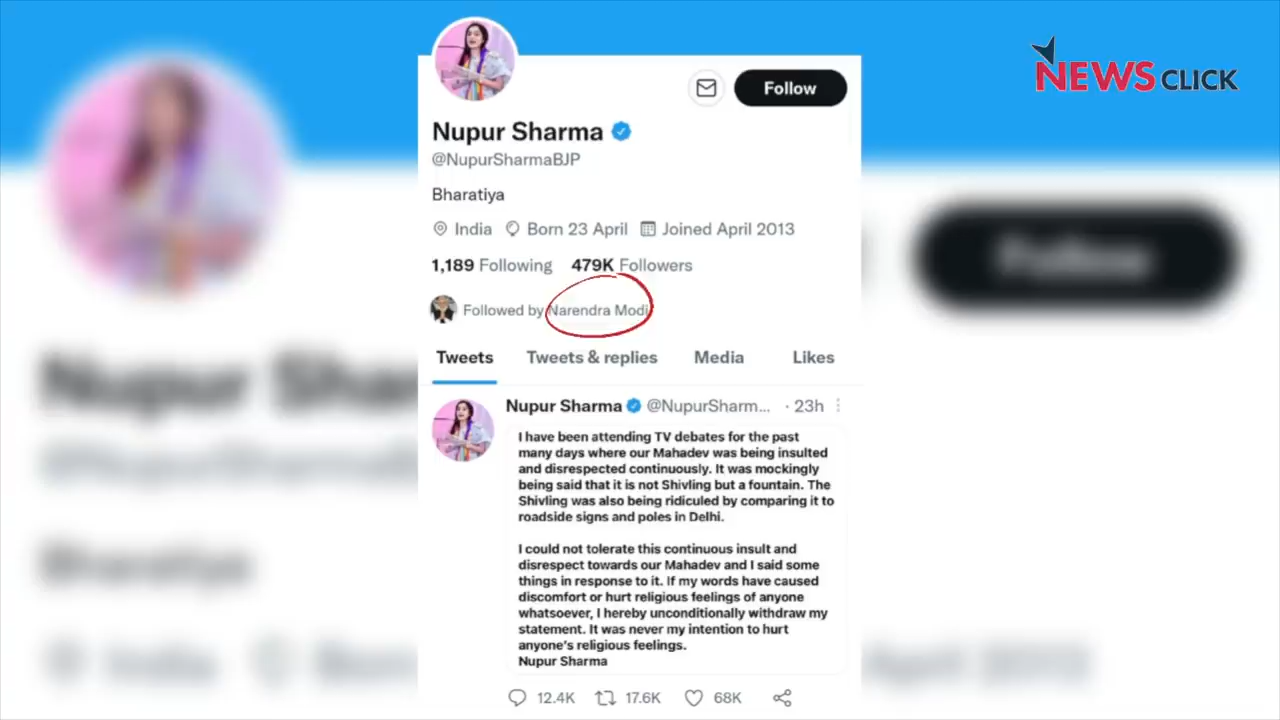 NEWSCLICK
Follow
Nupur Sharma
@NupurSharmaBJP
Bharatiya
India Born 23 April Joined April 2013
1,189 Following 479K Followers
Followed by Narendra Modi
Tweets Tweets & replies Media Likes
Nupur Sharma @NupurSharm... · 23h
I have been attending TV debates for the past
many days where our Mahadev was being insulted
and disrespected continuously. It was mockingly
being said that it is not Shivling but a fountain. The
Shivling was also being ridiculed by comparing it to
roadside signs and poles in Delhi.
I could not tolerate this continuous insult and
disrespect towards our Mahadev and I said some
things in response to it. If my words have caused
discomfort or hurt religious feelings of anyone
whatsoever, I hereby unconditionally withdraw my
statement. It was never my intention to hurt
anyone's religious feelings.
Nupur Sharma
12.4K 17.6K 68K